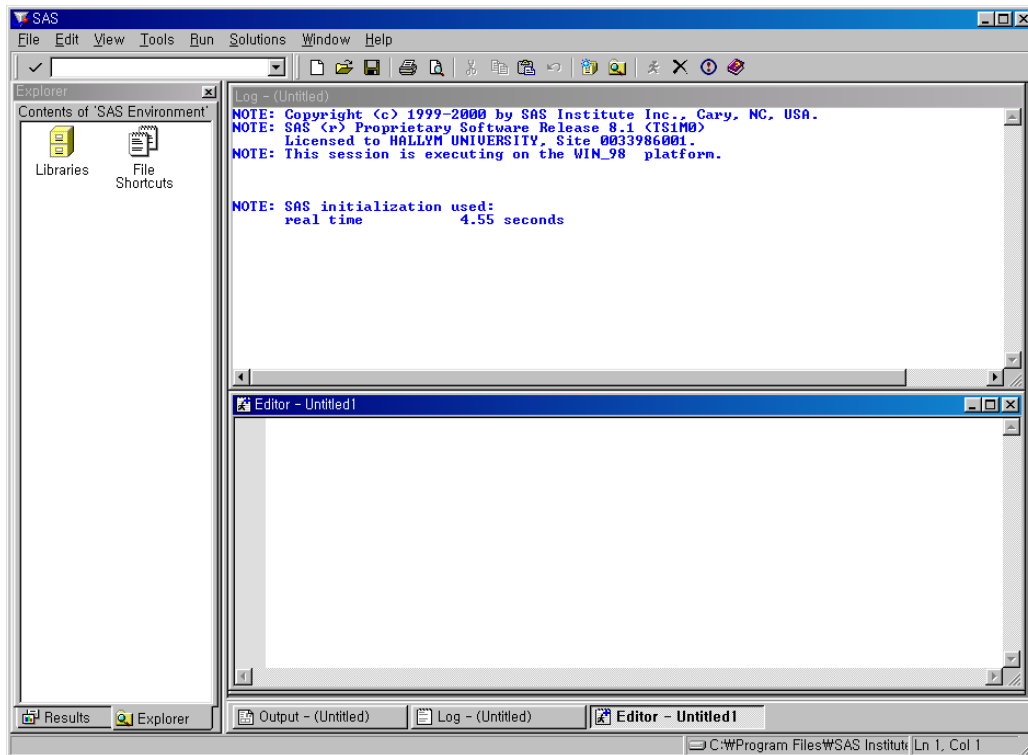 SAS
File Edit View Tools Run Solutions Window Help
Explorer
Contents of 'SAS Environment'
Libraries
File Shortcuts
Log - (Untitled)
NOTE: Copyright (c) 1999-2000 by SAS Institute Inc., Cary, NC, USA.
NOTE: SAS (r) Proprietary Software Release 8.1 (TS1M0)
Licensed to HALLYM UNIVERSITY, Site 0033986001.
NOTE: This session is executing on the WIN_98 platform.
NOTE: SAS initialization used:
real time 4.55 seconds
Editor - Untitled1
Results Explorer
Output - (Untitled) Log - (Untitled) Editor - Untitled1
C:₩Program Files₩SAS Institute Ln 1, Col 1